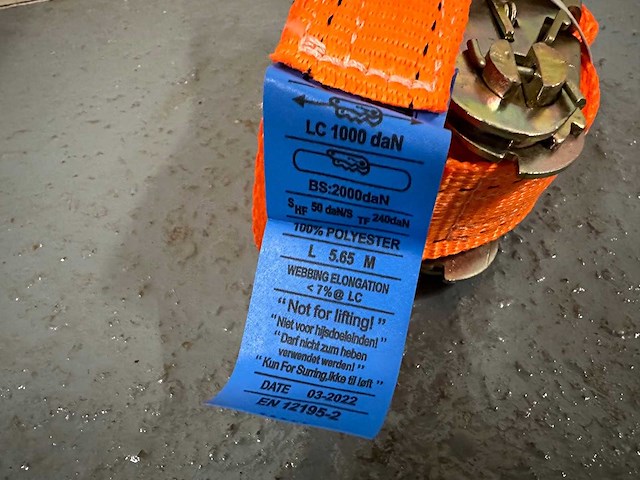 LC 1000 daN
BS:2000daN
SHF 50 daN/S TF 240daN
100% POLYESTER
L 5.65 M
WEBBING ELONGATION
< 7%@ LC
"Not for lifting!"
"Niet voor hijsdoeleinden!"
"Darf nicht zum heben
verwendet werden!"
"Kun For Surring,Ikke til løft"
DATE 03-2022
EN 12195-2